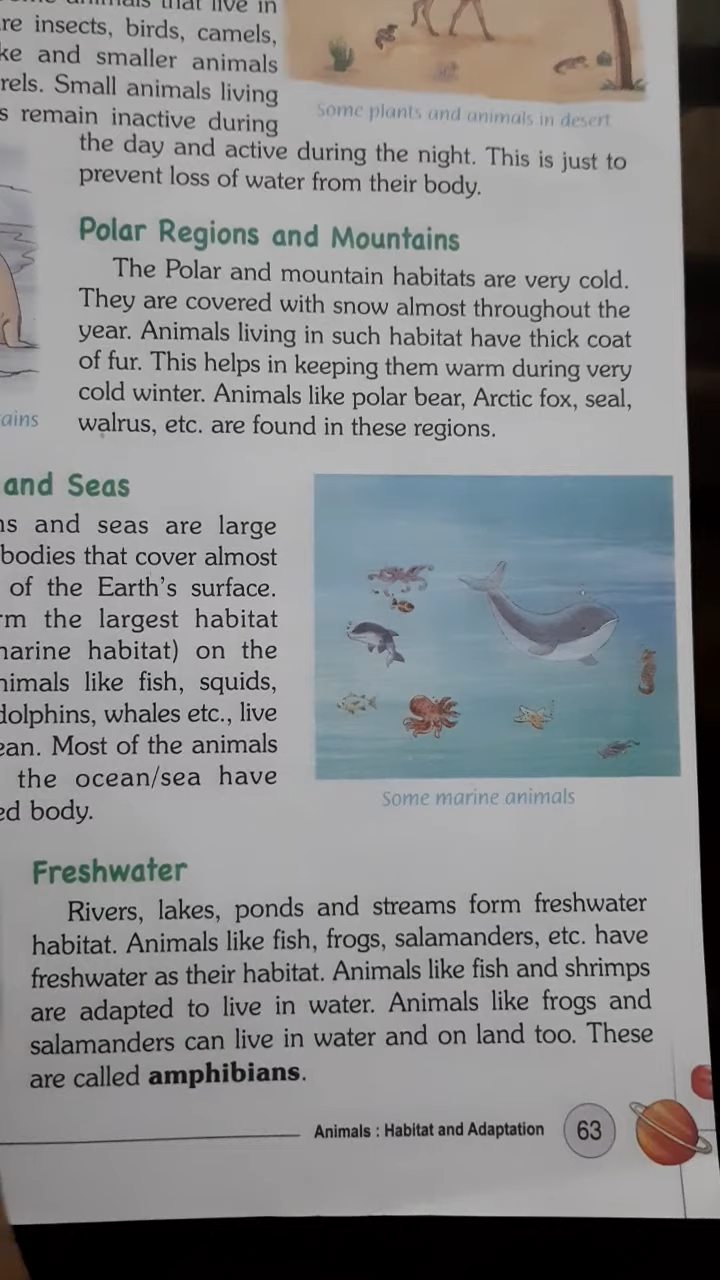 animals that live in
re insects, birds, camels,
ke and smaller animals
rels. Small animals living
s remain inactive during
Some plants and animals in desert
the day and active during the night. This is just to
prevent loss of water from their body.
Polar Regions and Mountains
The Polar and mountain habitats are very cold.
They are covered with snow almost throughout the
year. Animals living in such habitat have thick coat
of fur. This helps in keeping them warm during very
cold winter. Animals like polar bear, Arctic fox, seal,
walrus, etc. are found in these regions.
ains
and Seas
ns and seas are large
bodies that cover almost
of the Earth's surface.
rm the largest habitat
marine habitat) on the
nimals like fish, squids,
dolphins, whales etc., live
ean. Most of the animals
the ocean/sea have
ed body.
Some marine animals
Freshwater
Rivers, lakes, ponds and streams form freshwater
habitat. Animals like fish, frogs, salamanders, etc. have
freshwater as their habitat. Animals like fish and shrimps
are adapted to live in water. Animals like frogs and
salamanders can live in water and on land too. These
are called amphibians.
Animals : Habitat and Adaptation 63